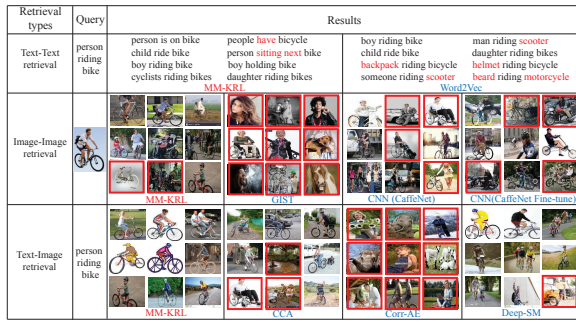 Retrieval types Query Results
Text-Text retrieval
person riding bike
person is on bike
child ride bike
boy riding bike
cyclists riding bikes
people have bicycle
person sitting next bike
boy holding bike
daughter riding bikes
MM-KRL
boy riding bike
child ride bike
backpack riding bicycle
someone riding scooter
man riding scooter
daughter riding bikes
helmet riding bicycle
beard riding motorcycle
Word2Vec
Image-Image retrieval
MM-KRL
GIST
CNN (CaffeNet)
CNN(CaffeNet Fine-tune)
Text-Image retrieval
person riding bike
MM-KRL
CCA
Corr-AE
Deep-SM